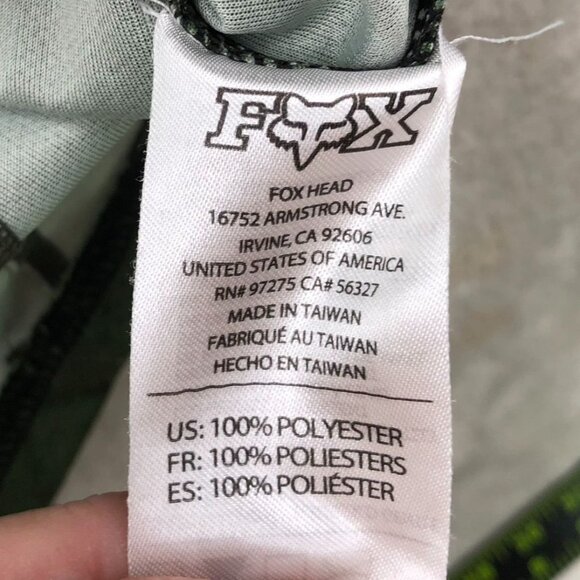 FOX
FOX HEAD
16752 ARMSTRONG AVE.
IRVINE, CA 92606
UNITED STATES OF AMERICA
RN# 97275 CA# 56327
MADE IN TAIWAN
FABRIQUÉ AU TAIWAN
HECHO EN TAIWAN
US: 100% POLYESTER
FR: 100% POLIESTERS
ES: 100% POLIÉSTER